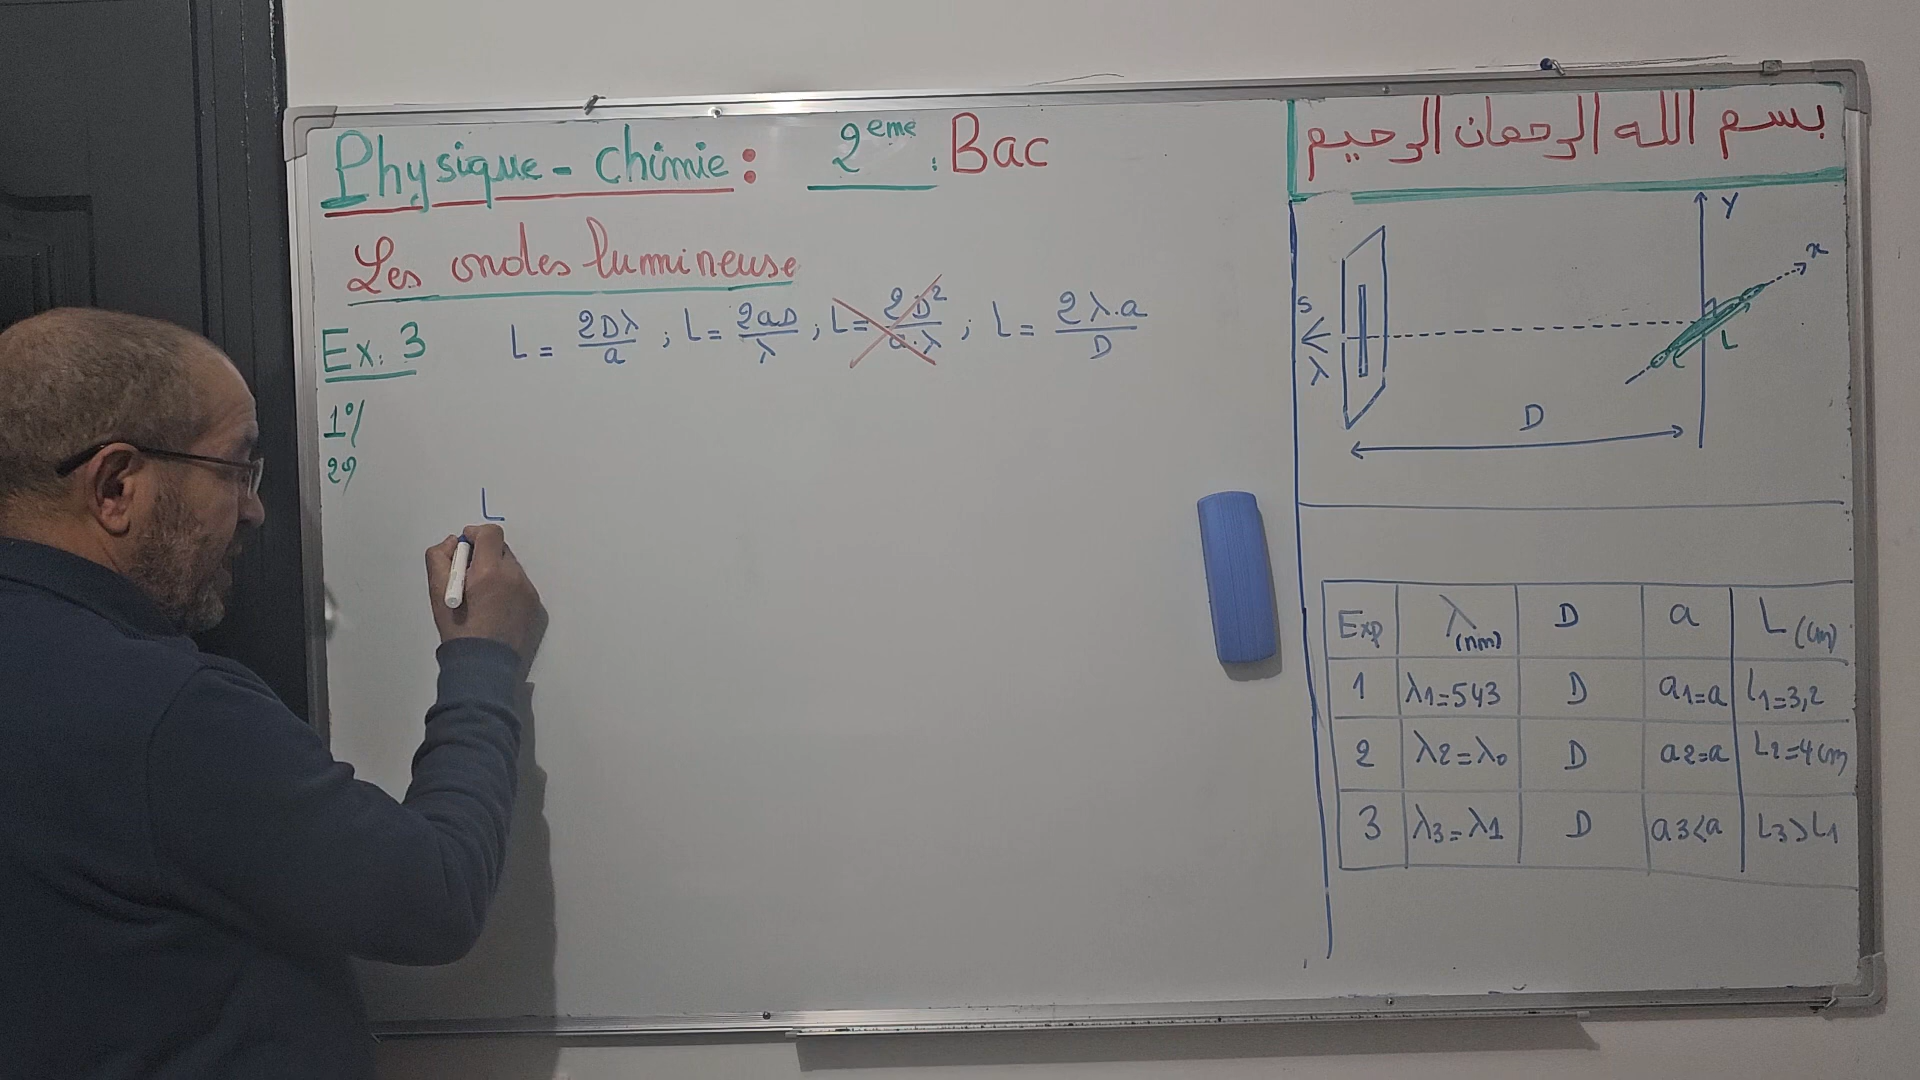 Physique - chimie : 2eme. Bac
Les ondes lumineuse
Ex: 3 L = 2Dλ/a ; L = 2aD/λ ; L = 2D²/a.λ ; L = 2λ.a/D
1°/
2°/
L
بسم الله الرحمان الرحيم
y
x
S
λ
L
D
Exp λ(nm) D a L(cm)
1 λ1=543 D a1=a L1=3,2
2 λ2=λ0 D a2=a L2=4cm
3 λ3=λ1 D a3<a L3>L1